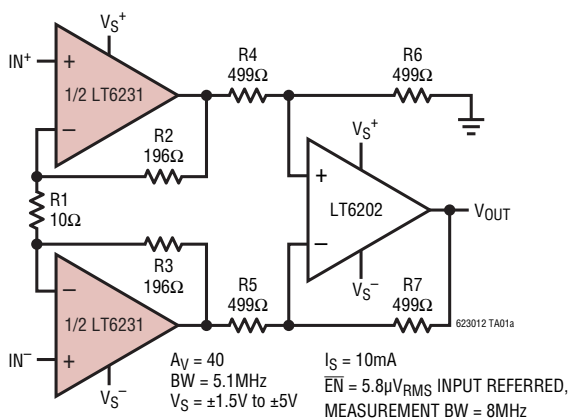 VS+
R4
499Ω
R6
499Ω
IN+
+
1/2 LT6231
−
R2
196Ω
VS+
R1
10Ω
+
LT6202
−
VOUT
R3
196Ω
VS−
−
1/2 LT6231
+
IN−
VS−
R5
499Ω
R7
499Ω
623012 TA01a
AV = 40
BW = 5.1MHz
VS = ±1.5V to ±5V
IS = 10mA
E̅N̅ = 5.8µVRMS INPUT REFERRED,
MEASUREMENT BW = 8MHz